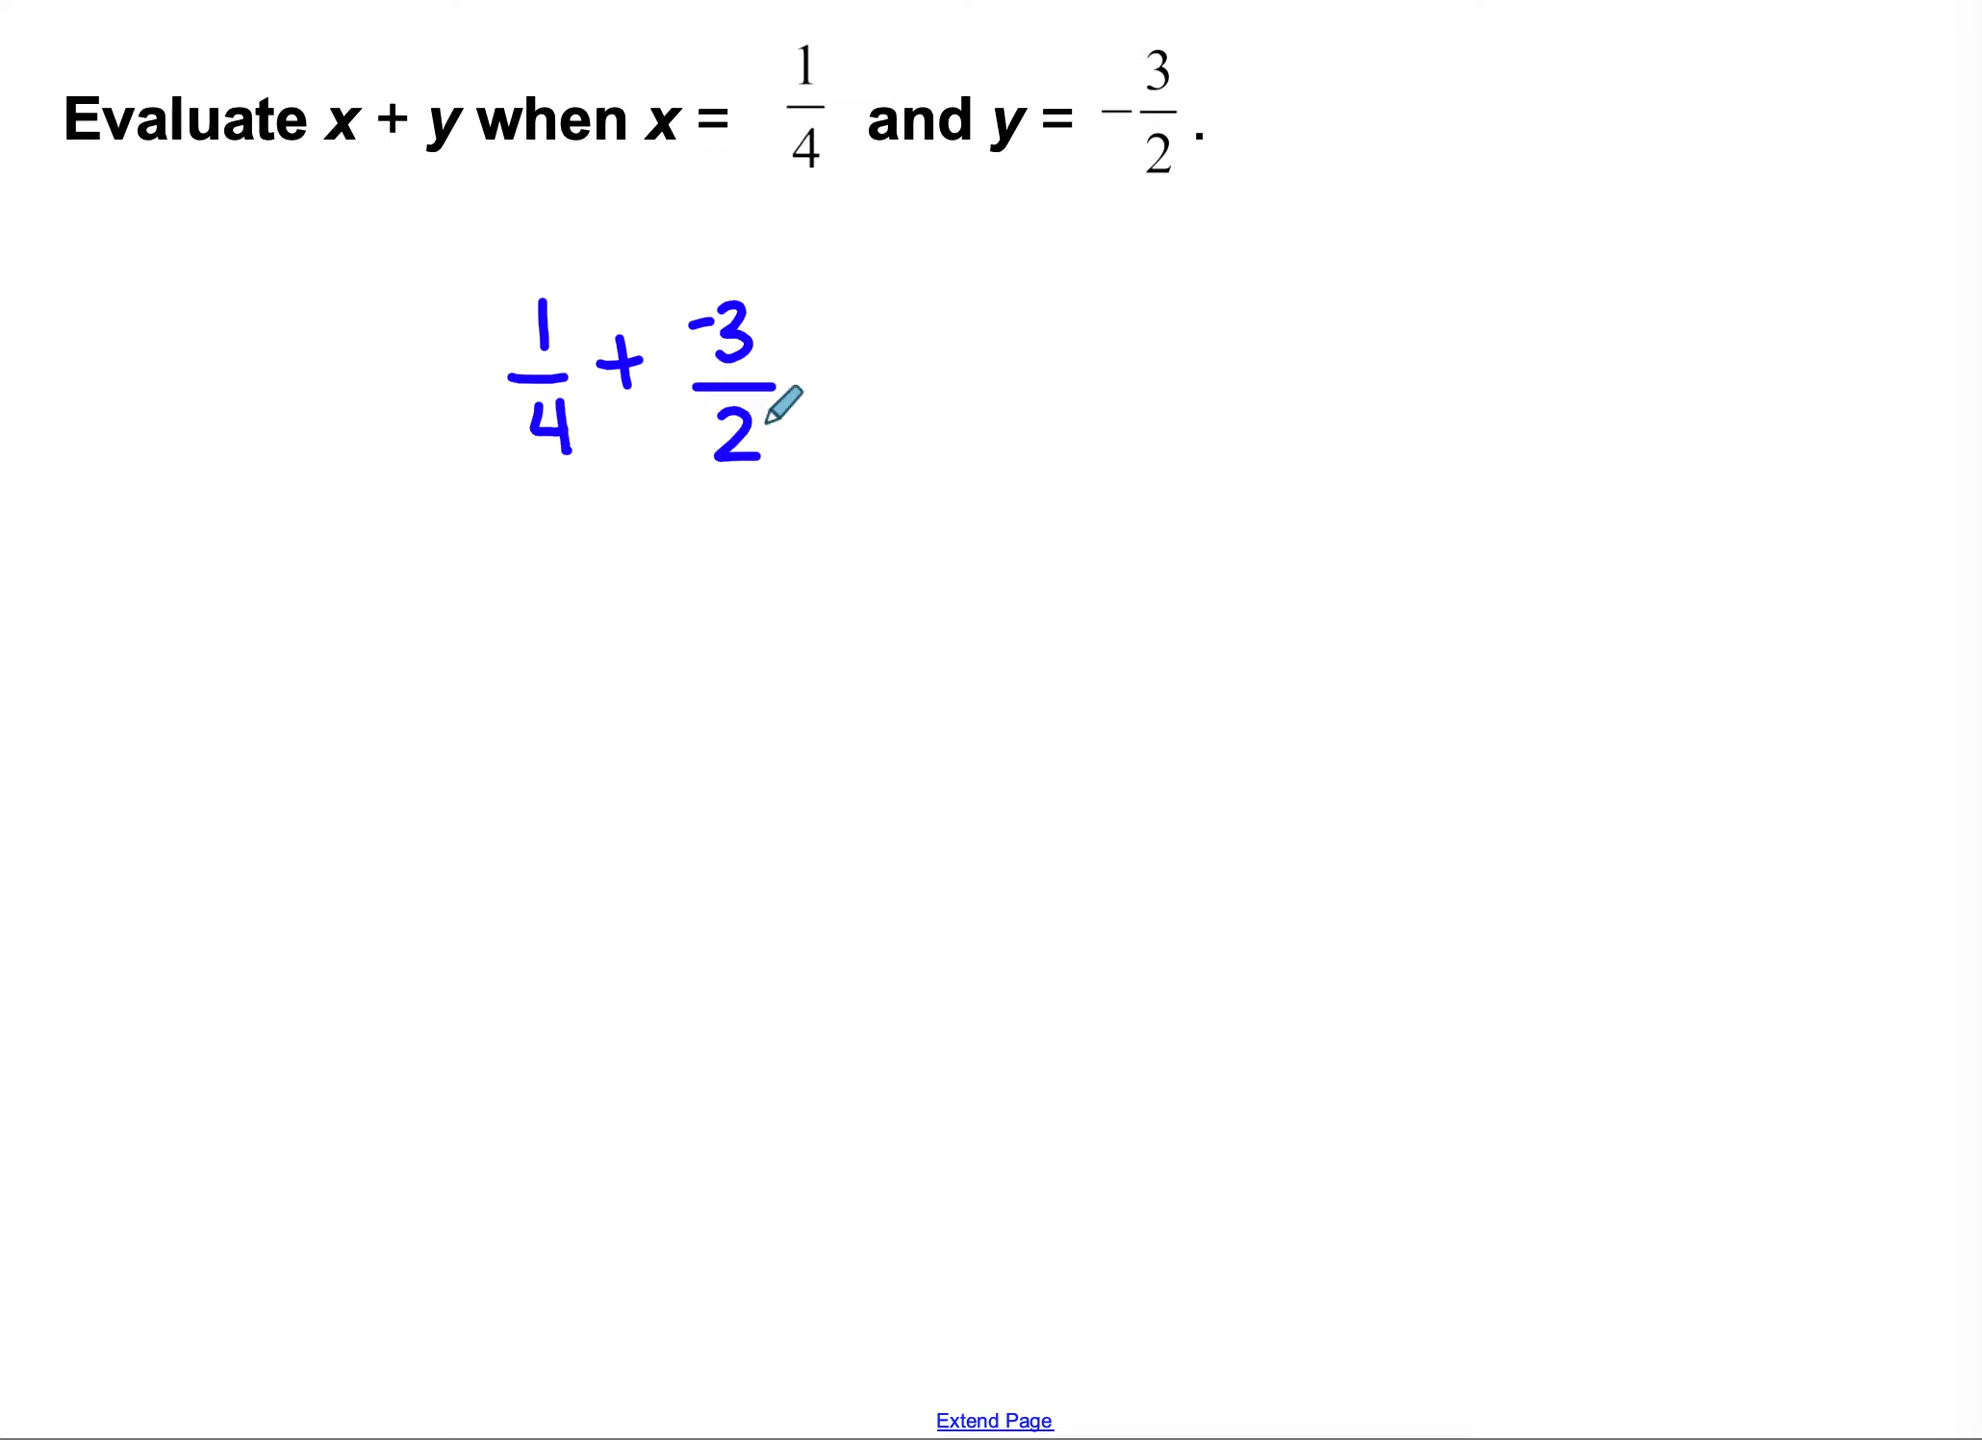 Evaluate x + y when x = 1/4 and y = -3/2 .
1/4 + -3/2
Extend Page